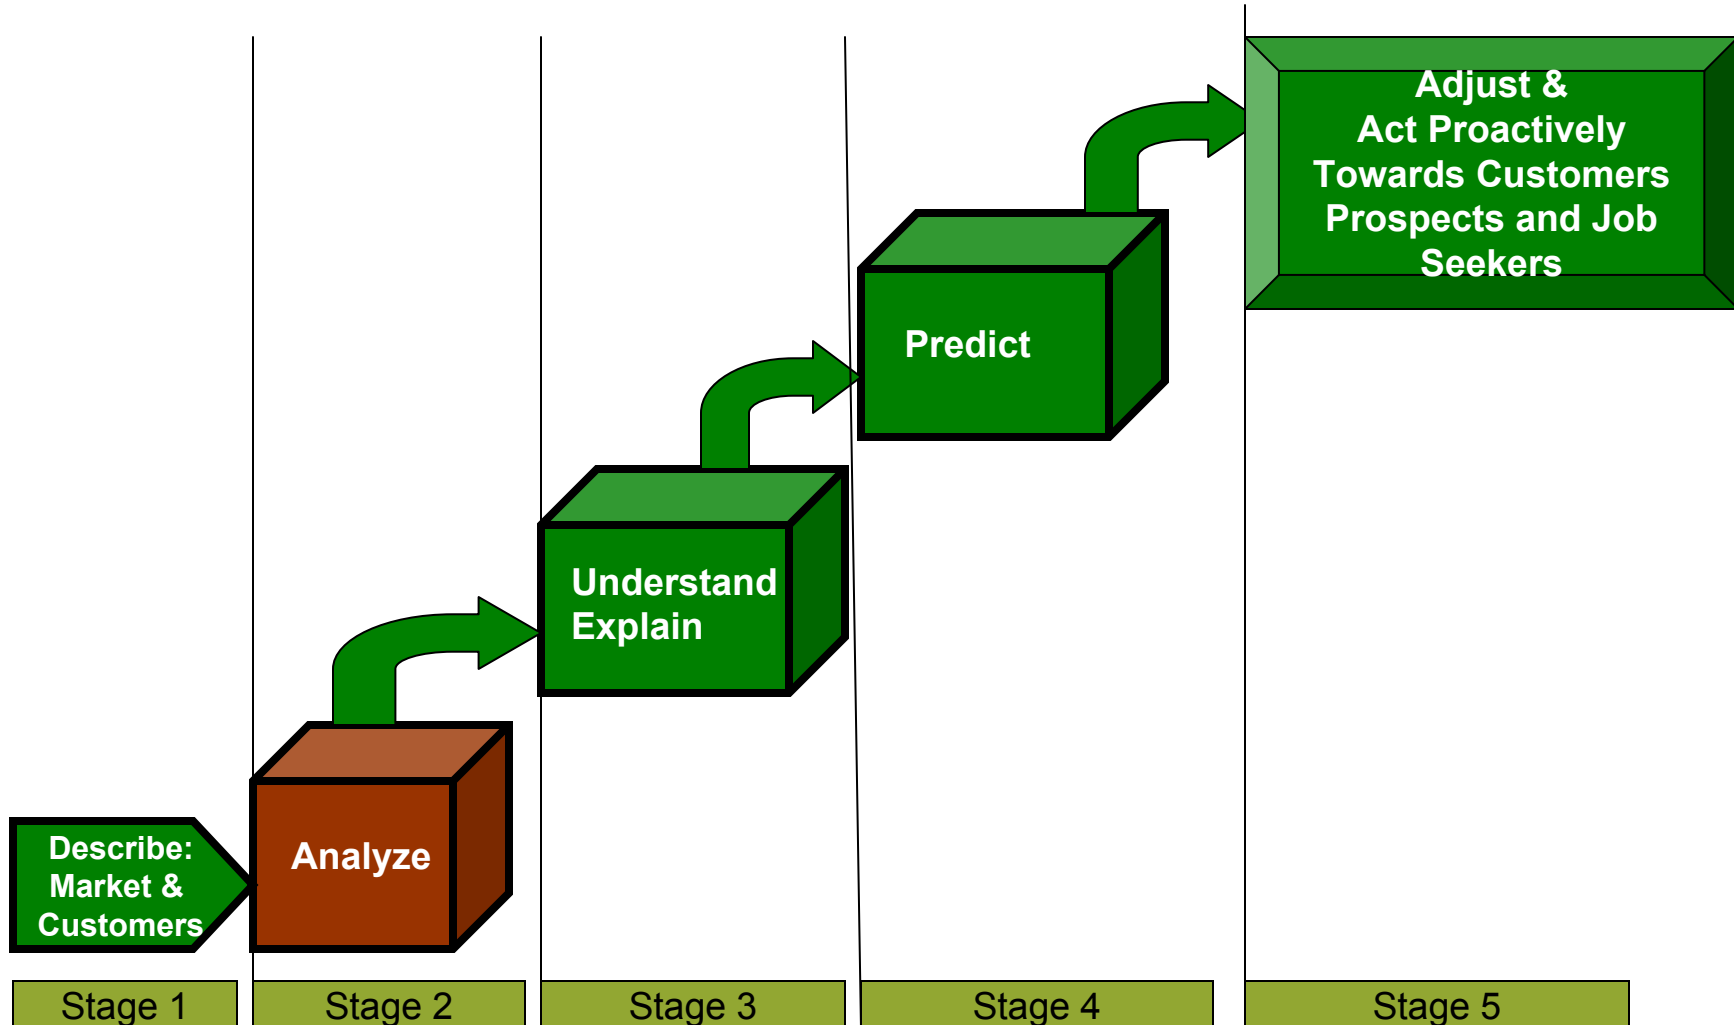 Adjust &
Act Proactively
Towards Customers
Prospects and Job
Seekers
Predict
Understand
Explain
Analyze
Describe:
Market &
Customers
Stage 1
Stage 2
Stage 3
Stage 4
Stage 5